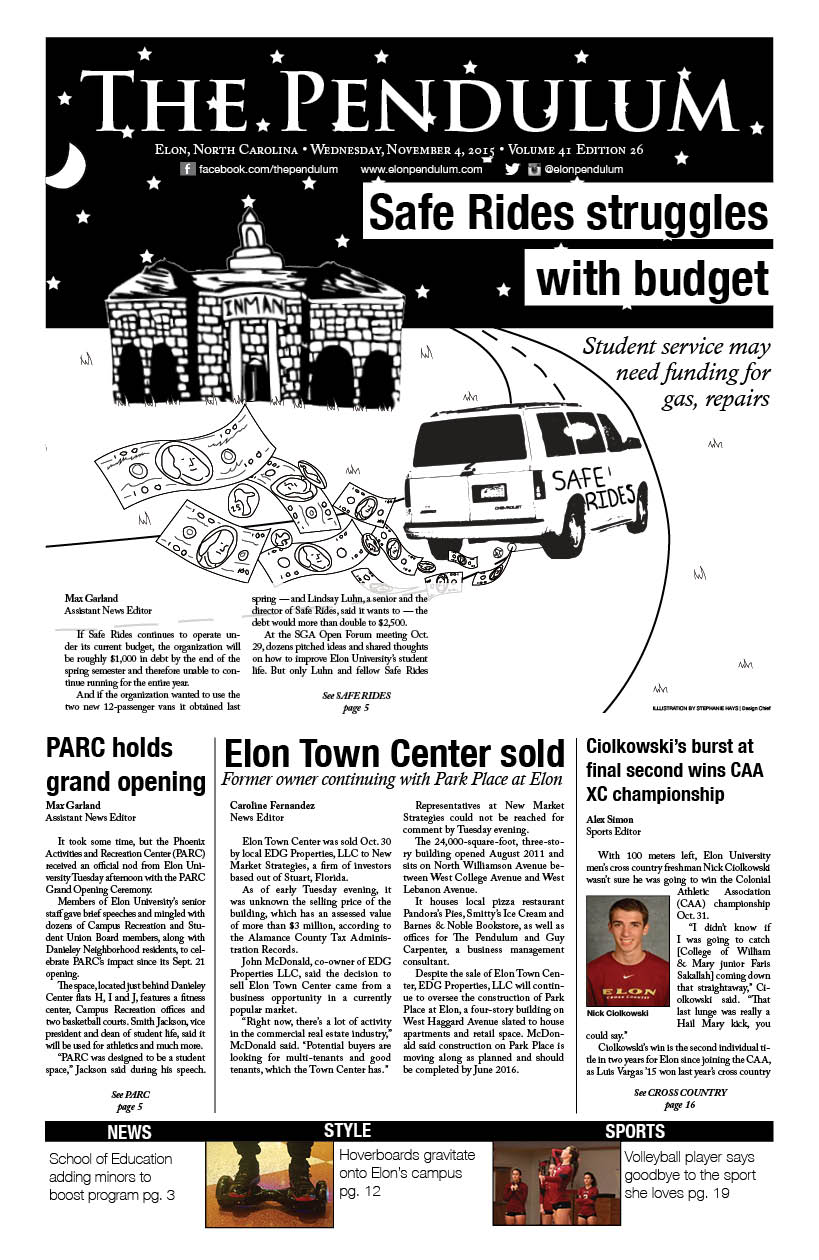 THE PENDULUM
ELON, NORTH CAROLINA • WEDNESDAY, NOVEMBER 4, 2015 • VOLUME 41 EDITION 26
facebook.com/thependulum www.elonpendulum.com @elonpendulum
Safe Rides struggles
with budget
Student service may
need funding for
gas, repairs
INMAN
SAFE
RIDES
CHEVROLET
Max Garland
Assistant News Editor
If Safe Rides continues to operate un-
der its current budget, the organization will
be roughly $1,000 in debt by the end of the
spring semester and therefore unable to con-
tinue running for the entire year.
And if the organization wanted to use the
two new 12-passenger vans it obtained last
spring — and Lindsay Luhn, a senior and the
director of Safe Rides, said it wants to — the
debt would more than double to $2,500.
At the SGA Open Forum meeting Oct.
29, dozens pitched ideas and shared thoughts
on how to improve Elon University's student
life. But only Luhn and fellow Safe Rides
See SAFE RIDES
page 5
ILLUSTRATION BY STEPHANIE HAYS | Design Chief
PARC holds
grand opening
Max Garland
Assistant News Editor
It took some time, but the Phoenix
Activities and Recreation Center (PARC)
received an official nod from Elon Uni-
versity Tuesday afternoon with the PARC
Grand Opening Ceremony.
Members of Elon University's senior
staff gave brief speeches and mingled with
dozens of Campus Recreation and Stu-
dent Union Board members, along with
Danieley Neighborhood residents, to cel-
ebrate PARC's impact since its Sept. 21
opening.
The space, located just behind Danieley
Center flats H, I and J, features a fitness
center, Campus Recreation offices and
two basketball courts. Smith Jackson, vice
president and dean of student life, said it
will be used for athletics and much more.
"PARC was designed to be a student
space," Jackson said during his speech.
See PARC
page 5
Elon Town Center sold
Former owner continuing with Park Place at Elon
Caroline Fernandez
News Editor
Elon Town Center was sold Oct. 30
by local EDG Properties, LLC to New
Market Strategies, a firm of investors
based out of Stuart, Florida.
As of early Tuesday evening, it
was unknown the selling price of the
building, which has an assessed value
of more than $3 million, according to
the Alamance County Tax Adminis-
tration Records.
John McDonald, co-owner of EDG
Properties LLC, said the decision to
sell Elon Town Center came from a
business opportunity in a currently
popular market.
"Right now, there's a lot of activity
in the commercial real estate industry,"
McDonald said. "Potential buyers are
looking for multi-tenants and good
tenants, which the Town Center has."
Representatives at New Market
Strategies could not be reached for
comment by Tuesday evening.
The 24,000-square-foot, three-sto-
ry building opened August 2011 and
sits on North Williamson Avenue be-
tween West College Avenue and West
Lebanon Avenue.
It houses local pizza restaurant
Pandora's Pies, Smitty's Ice Cream and
Barnes & Noble Bookstore, as well as
offices for The Pendulum and Guy
Carpenter, a business management
consultant.
Despite the sale of Elon Town Cen-
ter, EDG Properties, LLC will contin-
ue to oversee the construction of Park
Place at Elon, a four-story building on
West Haggard Avenue slated to house
apartments and retail space. McDon-
ald said construction on Park Place is
moving along as planned and should
be completed by June 2016.
Ciolkowski's burst at
final second wins CAA
XC championship
Alex Simon
Sports Editor
With 100 meters left, Elon University
men's cross country freshman Nick Ciolkowski
wasn't sure he was going to win the Colonial
Athletic Association
(CAA) championship
Oct. 31.
"I didn't know if
I was going to catch
[College of William
& Mary junior Faris
Sakallah] coming down
that straightaway," Ci-
olkowski said. "That
last lunge was really a
Hail Mary kick, you
could say."
ELON
CROSS COUNTRY
Nick Ciolkowski
Ciolkowski's win is the second individual ti-
tle in two years for Elon since joining the CAA,
as Luis Vargas '15 won last year's cross country
See CROSS COUNTRY
page 16
NEWS
School of Education
adding minors to
boost program pg. 3
STYLE
Hoverboards gravitate
onto Elon's campus
pg. 12
SPORTS
Volleyball player says
goodbye to the sport
she loves pg. 19